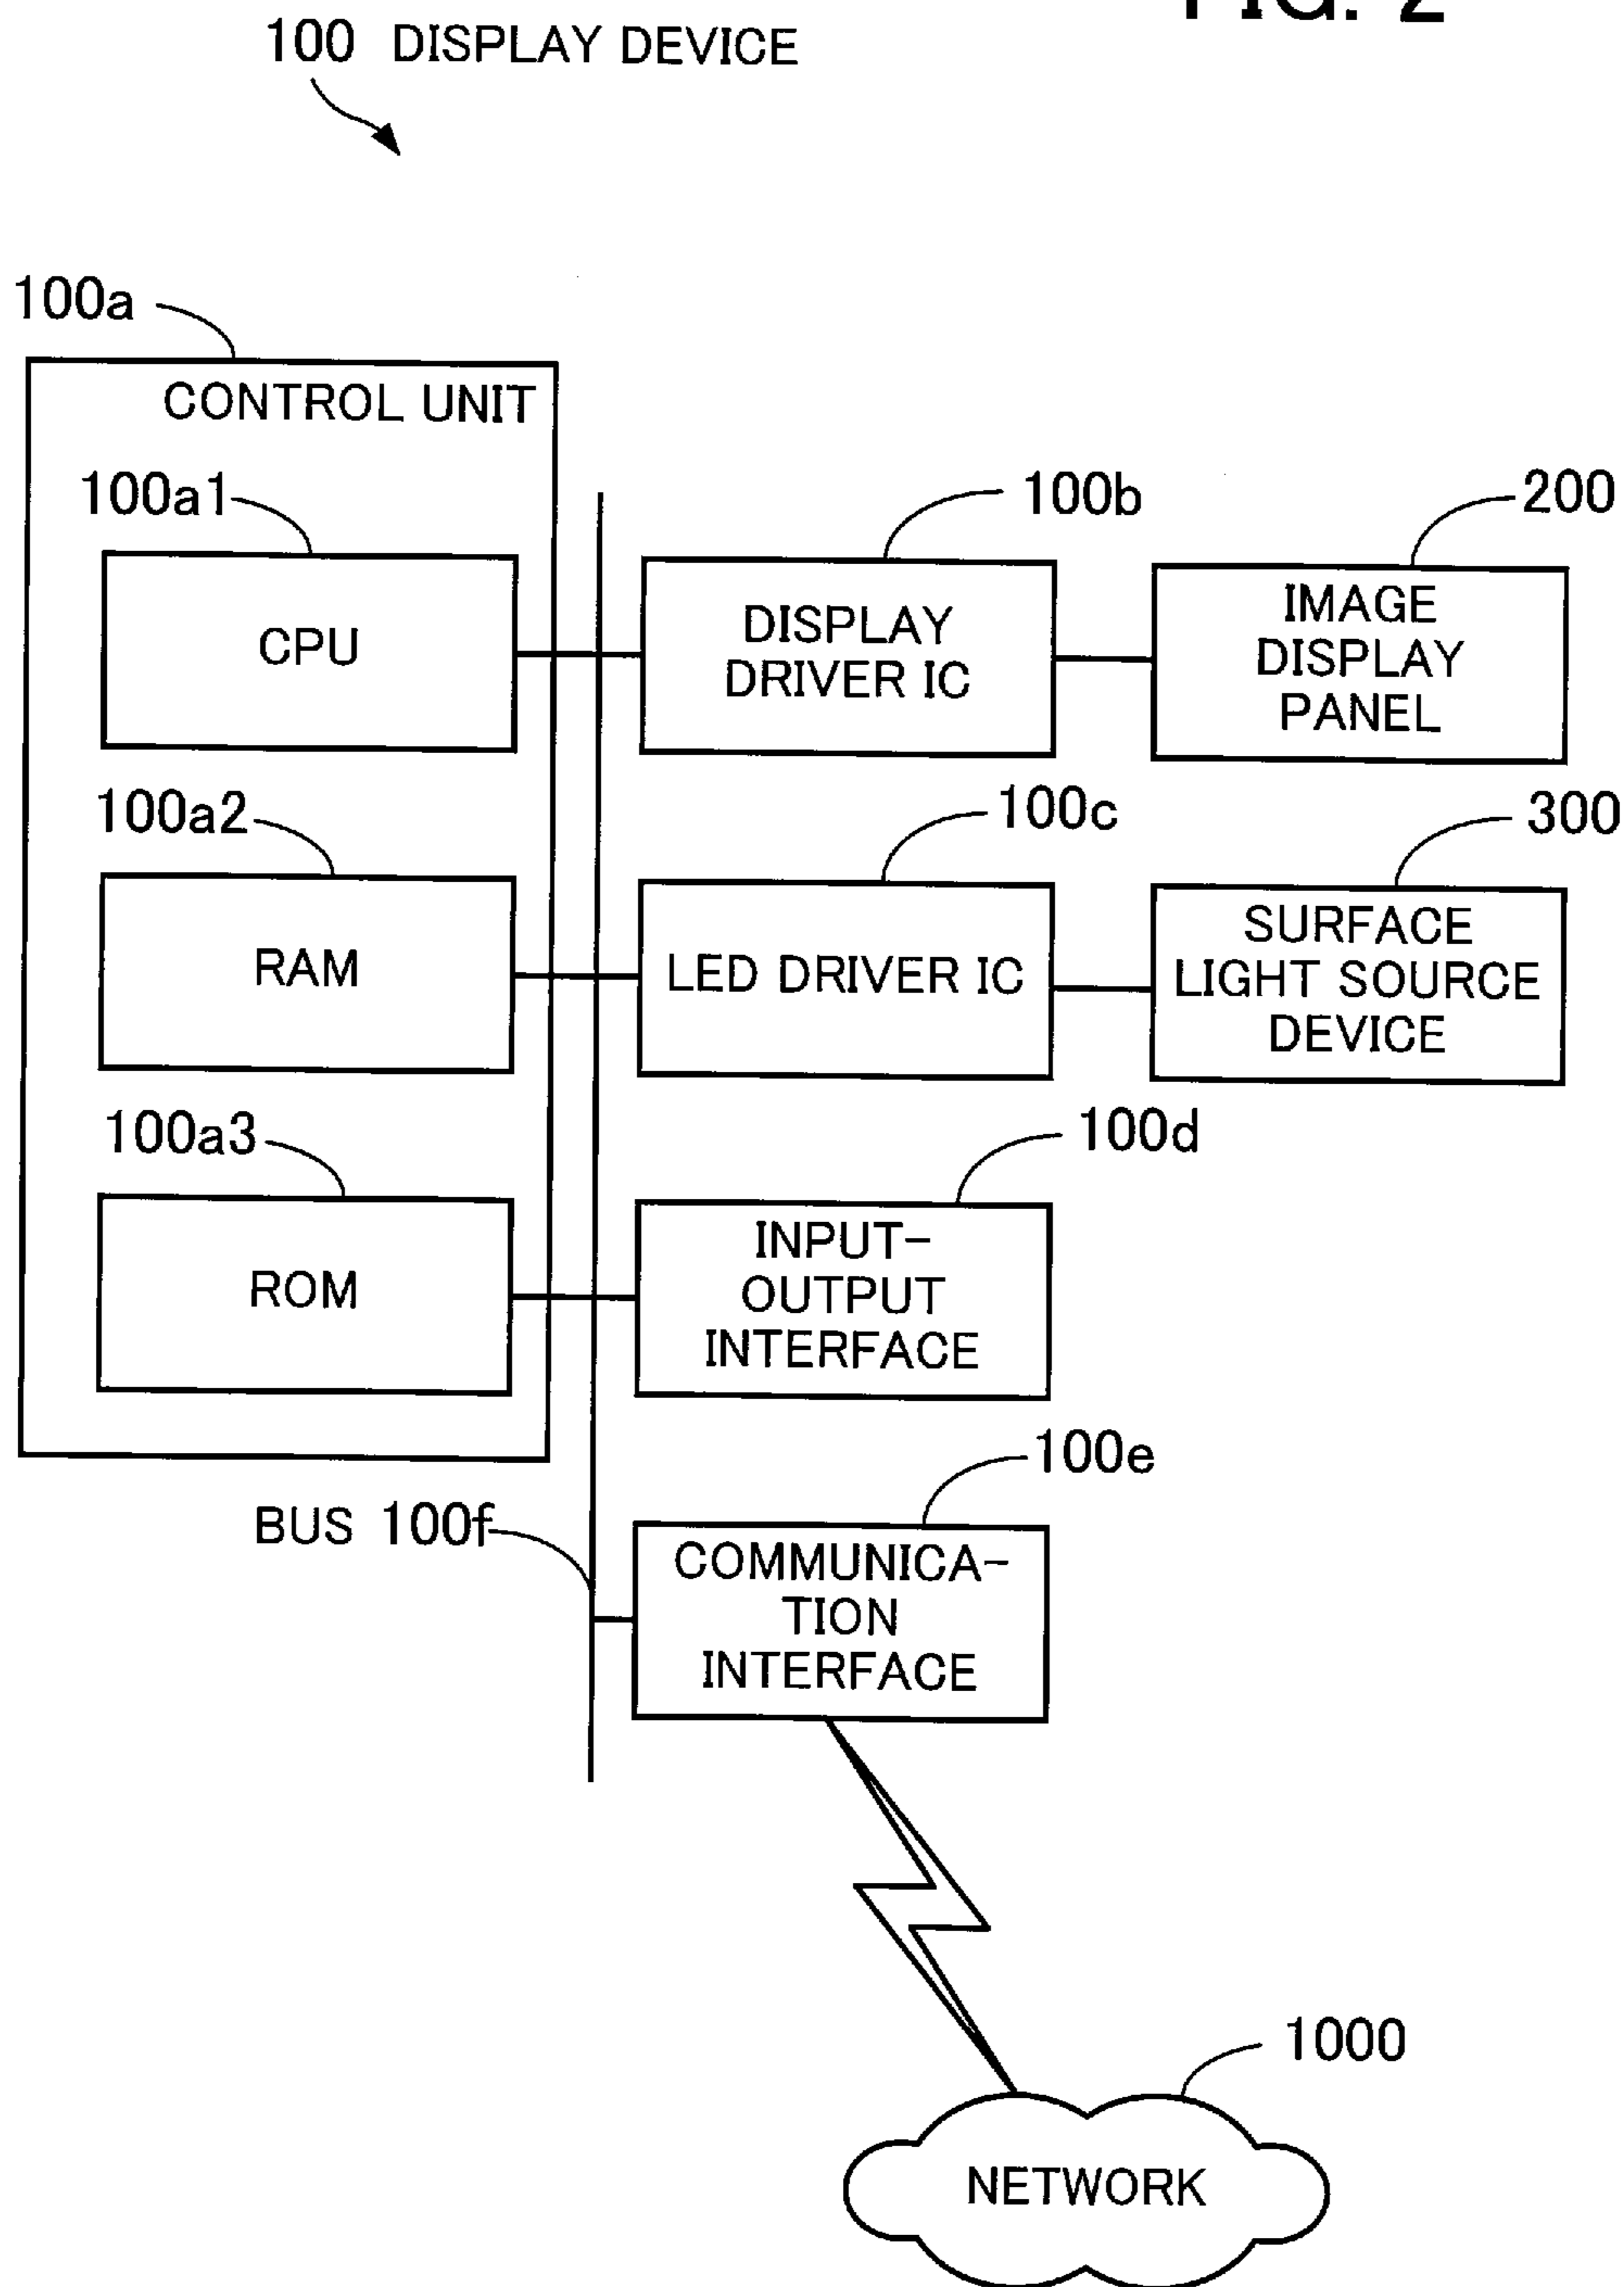 FIG. 2
100 DISPLAY DEVICE
100a
CONTROL UNIT
100a1
100b
200
CPU
DISPLAY
DRIVER IC
IMAGE
DISPLAY
PANEL
100a2
100c
300
RAM
LED DRIVER IC
SURFACE
LIGHT SOURCE
DEVICE
100a3
100d
ROM
INPUT-
OUTPUT
INTERFACE
100e
BUS 100f
COMMUNICA-
TION
INTERFACE
1000
NETWORK